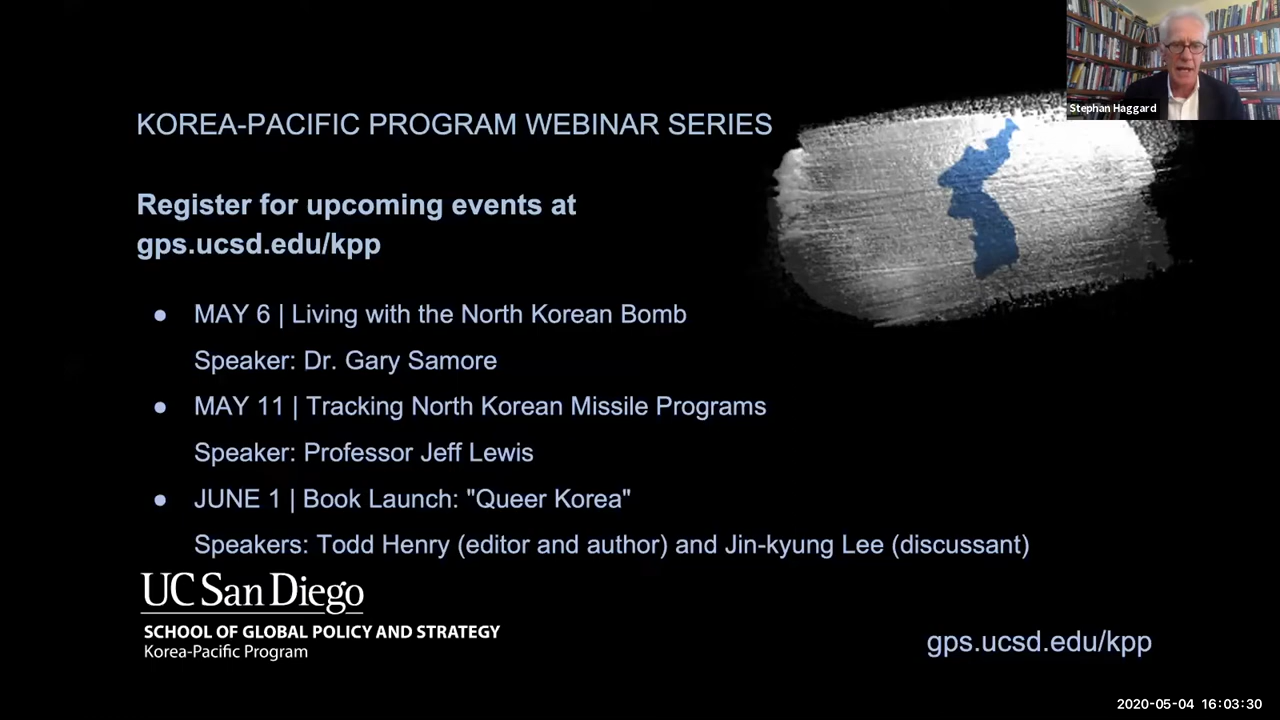 Stephan Haggard
KOREA-PACIFIC PROGRAM WEBINAR SERIES
Register for upcoming events at
gps.ucsd.edu/kpp
● MAY 6 | Living with the North Korean Bomb
Speaker: Dr. Gary Samore
● MAY 11 | Tracking North Korean Missile Programs
Speaker: Professor Jeff Lewis
● JUNE 1 | Book Launch: "Queer Korea"
Speakers: Todd Henry (editor and author) and Jin-kyung Lee (discussant)
UC San Diego
SCHOOL OF GLOBAL POLICY AND STRATEGY
Korea-Pacific Program
gps.ucsd.edu/kpp
2020-05-04 16:03:30